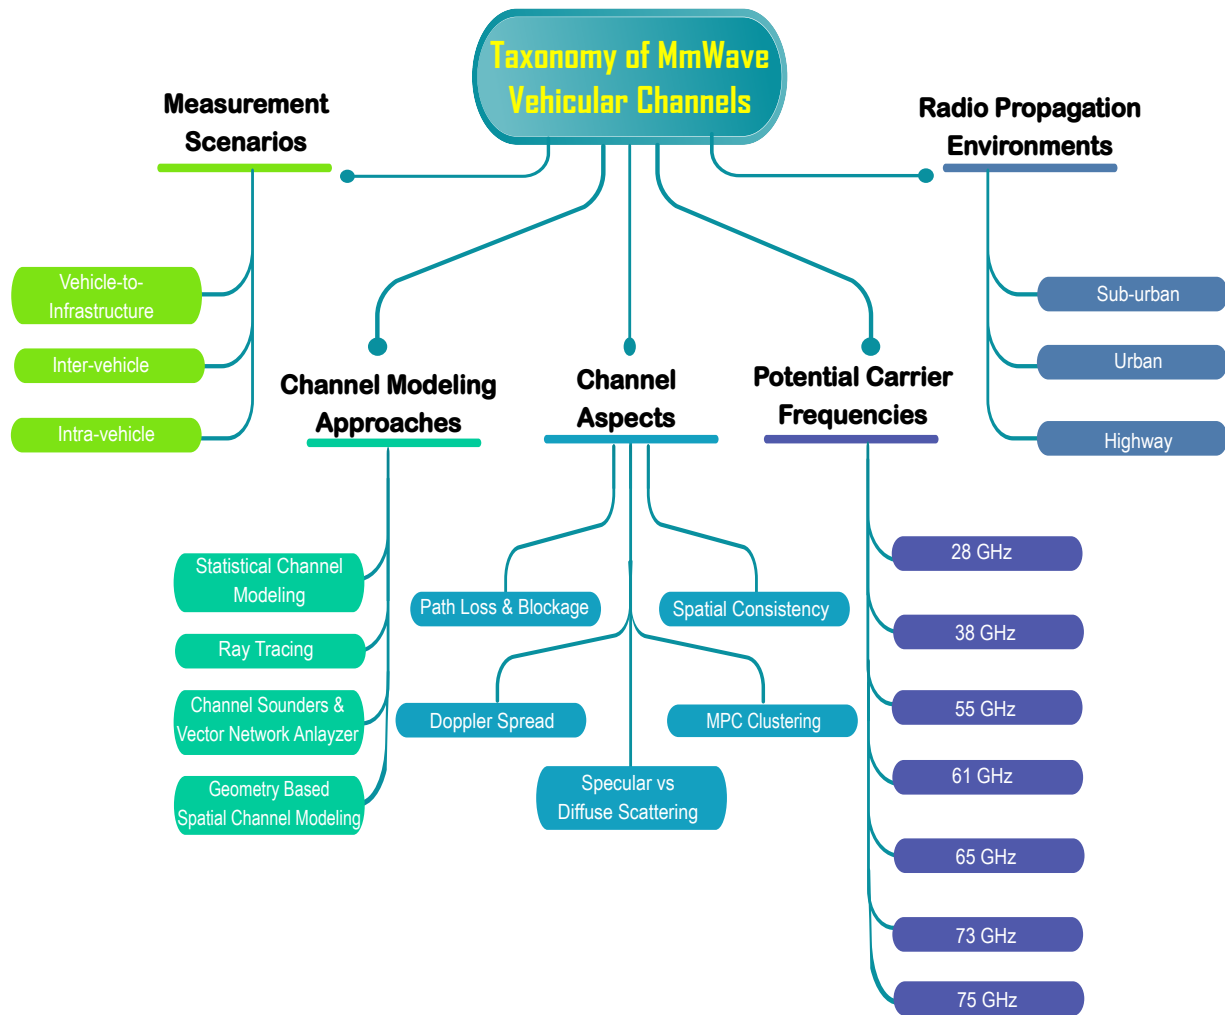 Taxonomy of MmWave
Vehicular Channels
Measurement
Scenarios
Vehicle-to-
Infrastructure
Inter-vehicle
Intra-vehicle
Channel Modeling
Approaches
Statistical Channel
Modeling
Ray Tracing
Channel Sounders &
Vector Network Anlayzer
Geometry Based
Spatial Channel Modeling
Channel
Aspects
Path Loss & Blockage
Spatial Consistency
Doppler Spread
MPC Clustering
Specular vs
Diffuse Scattering
Potential Carrier
Frequencies
28 GHz
38 GHz
55 GHz
61 GHz
65 GHz
73 GHz
75 GHz
Radio Propagation
Environments
Sub-urban
Urban
Highway